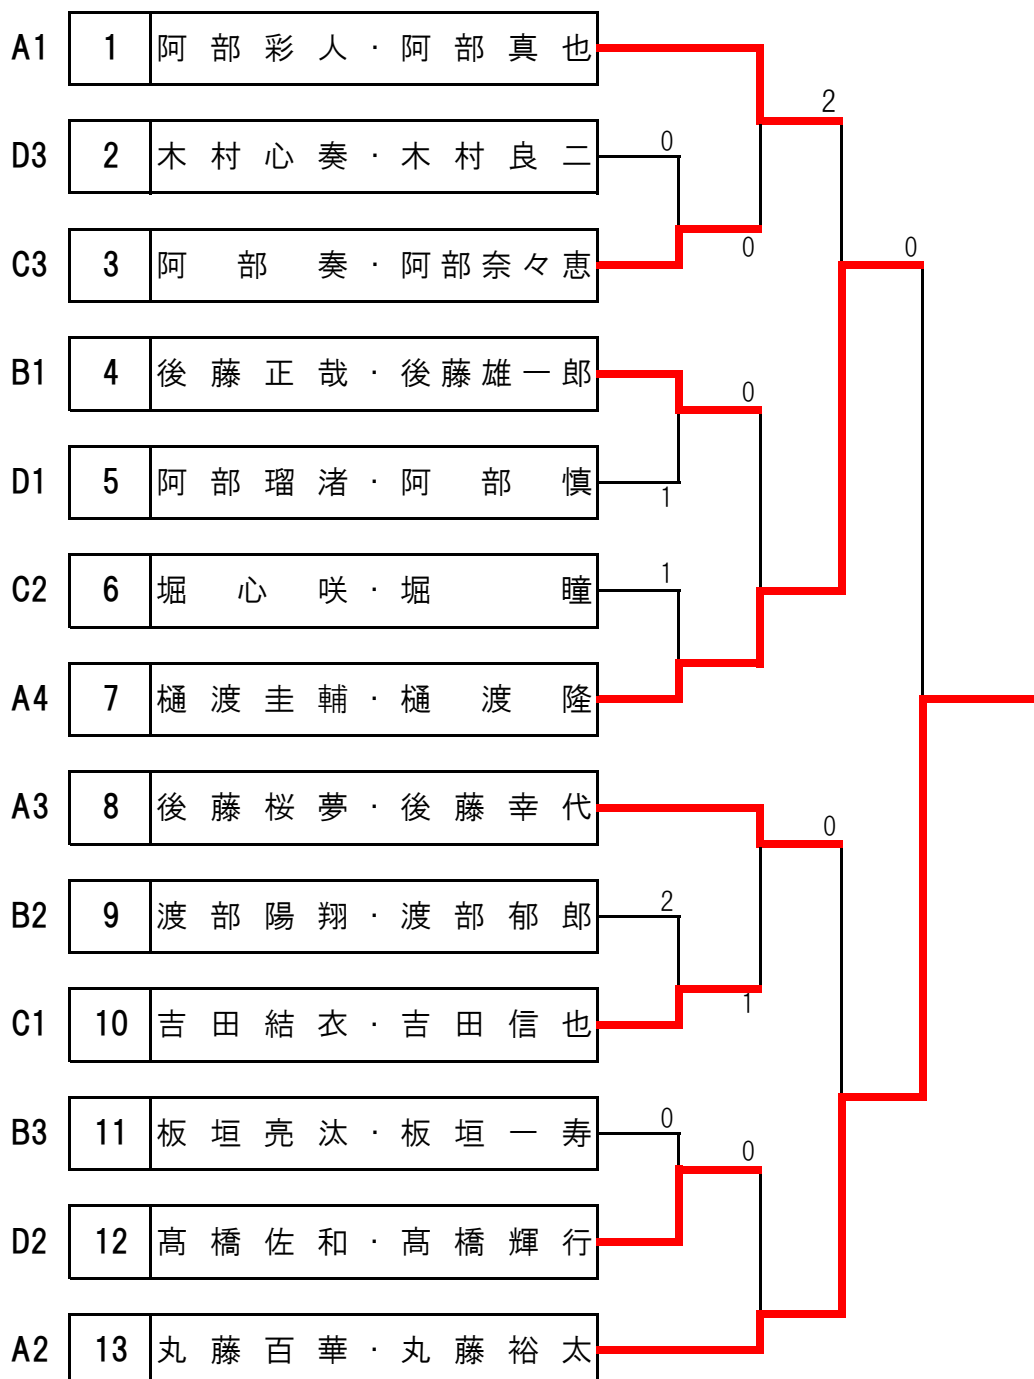 A1 1 阿部彩人・阿部真也
2
D3 2 木村心奏・木村良二 0
C3 3 阿部奏・阿部奈々恵 0 0
B1 4 後藤正哉・後藤雄一郎 0
D1 5 阿部瑠渚・阿部慎 1
C2 6 堀心咲・堀瞳 1
A4 7 樋渡圭輔・樋渡隆
A3 8 後藤桜夢・後藤幸代 0
B2 9 渡部陽翔・渡部郁郎 2
C1 10 吉田結衣・吉田信也 1
B3 11 板垣亮汰・板垣一寿 0
0
D2 12 髙橋佐和・髙橋輝行
A2 13 丸藤百華・丸藤裕太